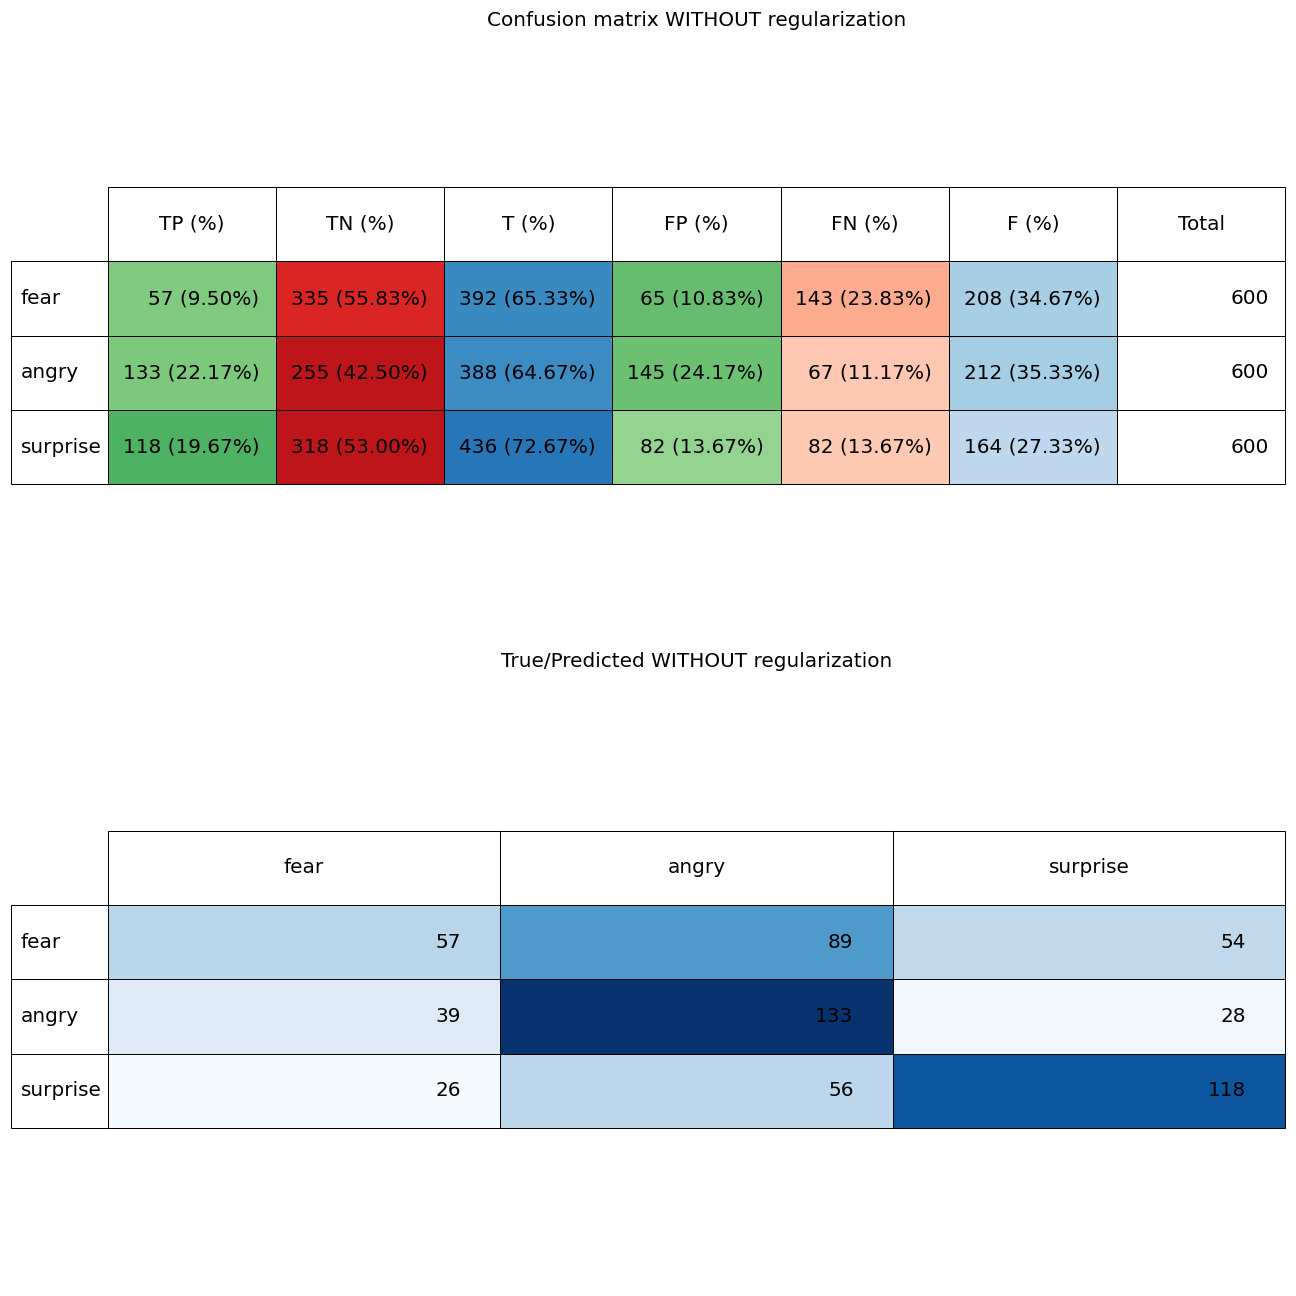 Confusion matrix WITHOUT regularization
TP (%) TN (%) T (%) FP (%) FN (%) F (%) Total
fear 57 (9.50%) 335 (55.83%) 392 (65.33%) 65 (10.83%) 143 (23.83%) 208 (34.67%) 600
angry 133 (22.17%) 255 (42.50%) 388 (64.67%) 145 (24.17%) 67 (11.17%) 212 (35.33%) 600
surprise 118 (19.67%) 318 (53.00%) 436 (72.67%) 82 (13.67%) 82 (13.67%) 164 (27.33%) 600
True/Predicted WITHOUT regularization
fear angry surprise
fear 57 89 54
angry 39 133 28
surprise 26 56 118